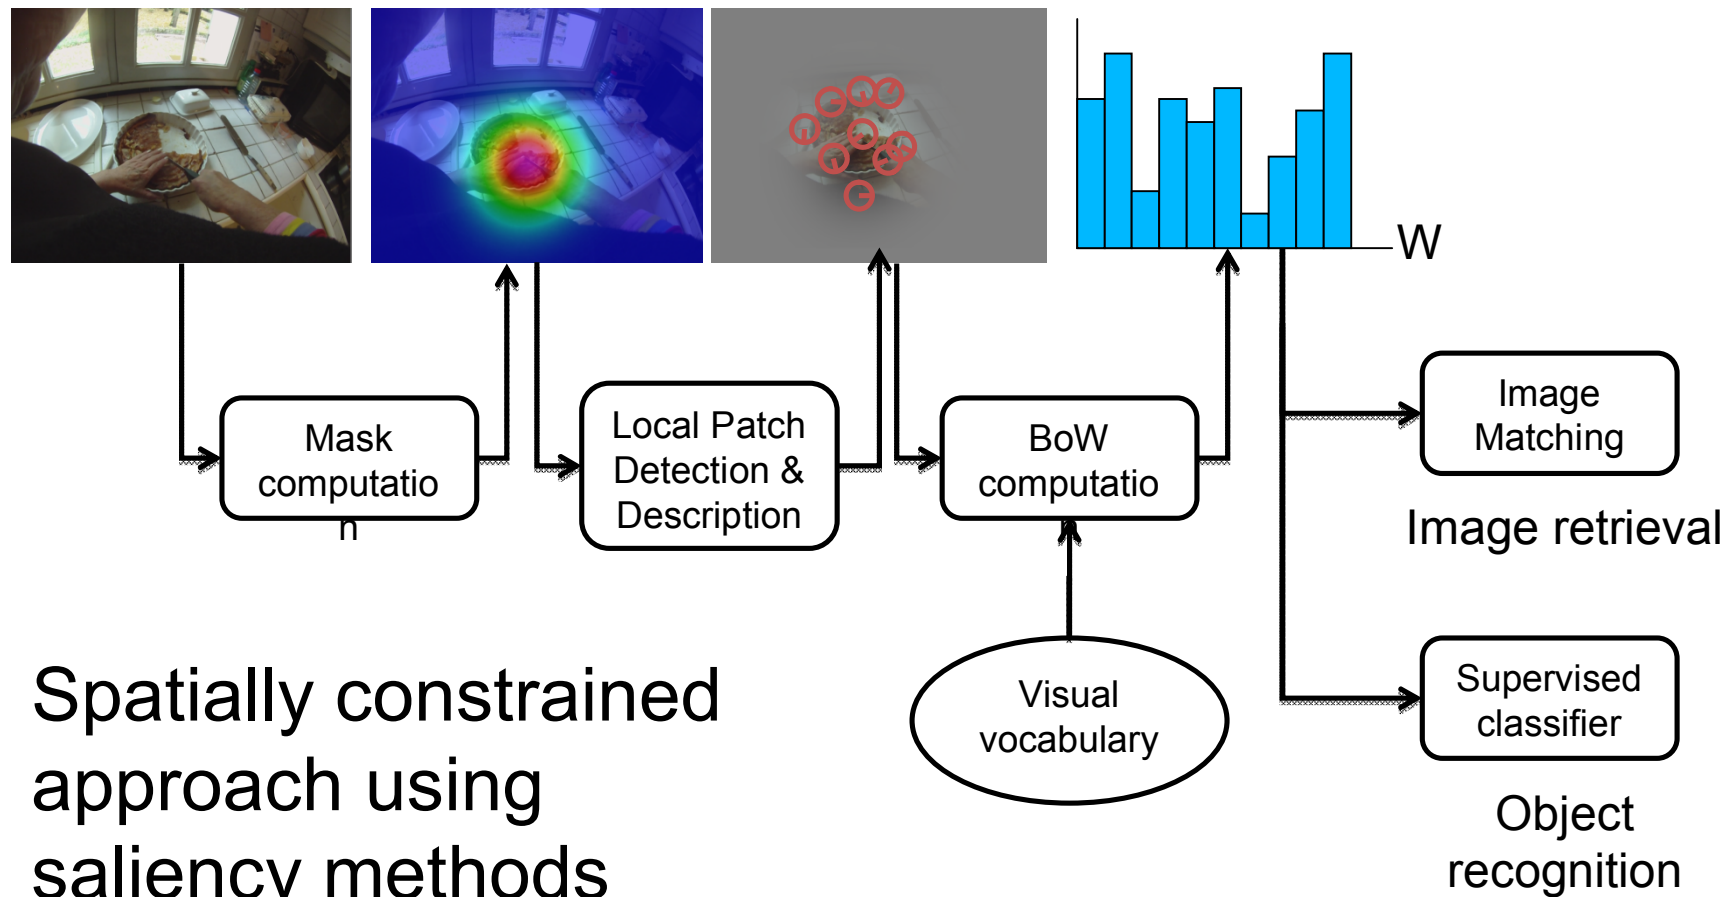 W
Mask
computatio
n
Local Patch
Detection &
Description
BoW
computatio
n
Image
Matching
Image retrieval
Visual
vocabulary
Supervised
classifier
Object
recognition
Spatially constrained
approach using
saliency methods